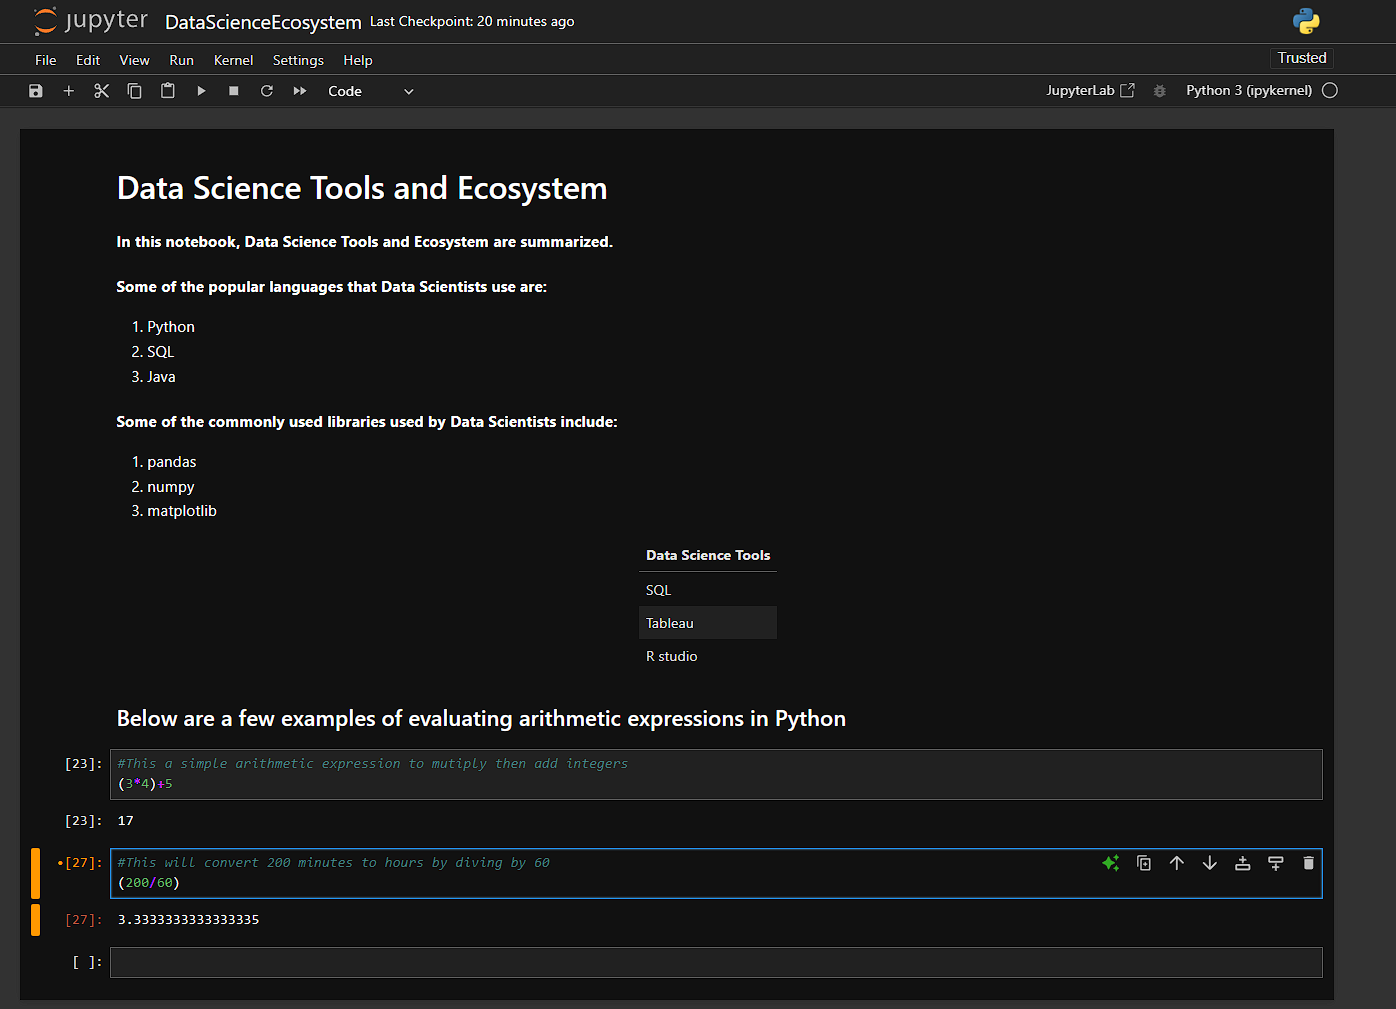 jupyter DataScienceEcosystem Last Checkpoint: 20 minutes ago
File Edit View Run Kernel Settings Help Trusted
Code JupyterLab Python 3 (ipykernel)
Data Science Tools and Ecosystem
In this notebook, Data Science Tools and Ecosystem are summarized.
Some of the popular languages that Data Scientists use are:
1. Python
2. SQL
3. Java
Some of the commonly used libraries used by Data Scientists include:
1. pandas
2. numpy
3. matplotlib
Data Science Tools
SQL
Tableau
R studio
Below are a few examples of evaluating arithmetic expressions in Python
[23]: #This a simple arithmetic expression to mutiply then add integers
(3*4)+5
[23]: 17
•[27]: #This will convert 200 minutes to hours by diving by 60
(200/60)
[27]: 3.3333333333333335
[ ]: